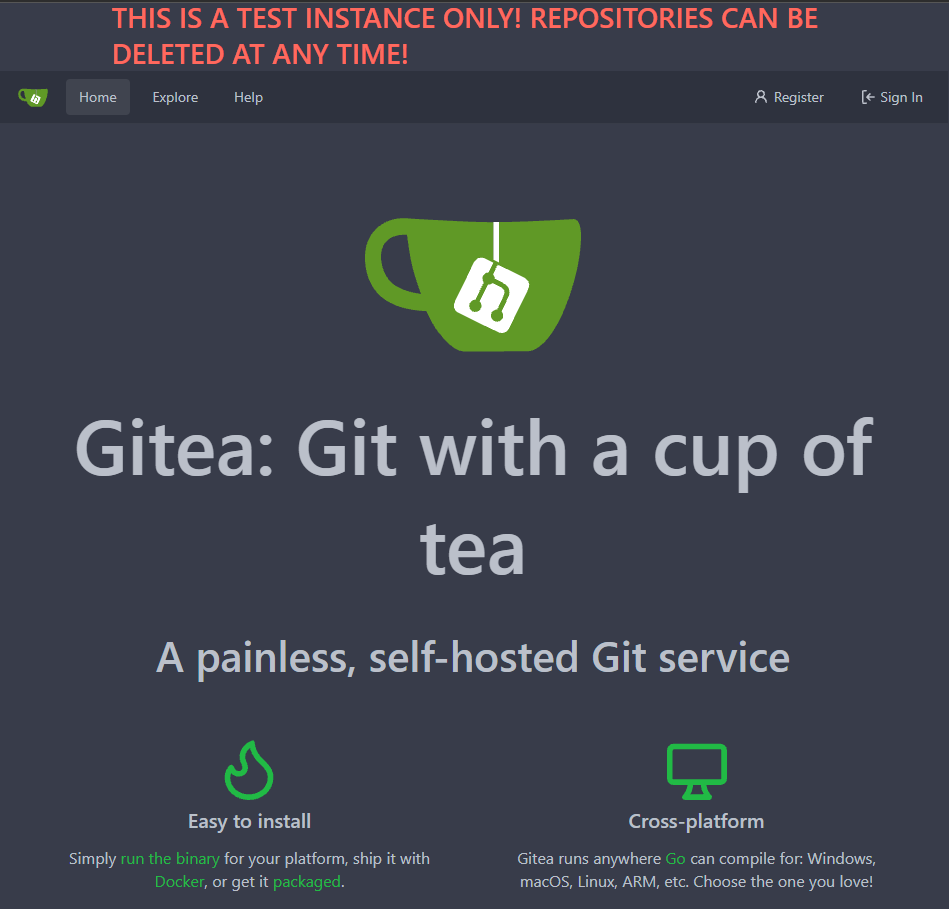 THIS IS A TEST INSTANCE ONLY! REPOSITORIES CAN BE
DELETED AT ANY TIME!
Home Explore Help Register Sign In
Gitea: Git with a cup of
tea
A painless, self-hosted Git service
Easy to install
Simply run the binary for your platform, ship it with
Docker, or get it packaged.
Cross-platform
Gitea runs anywhere Go can compile for: Windows,
macOS, Linux, ARM, etc. Choose the one you love!